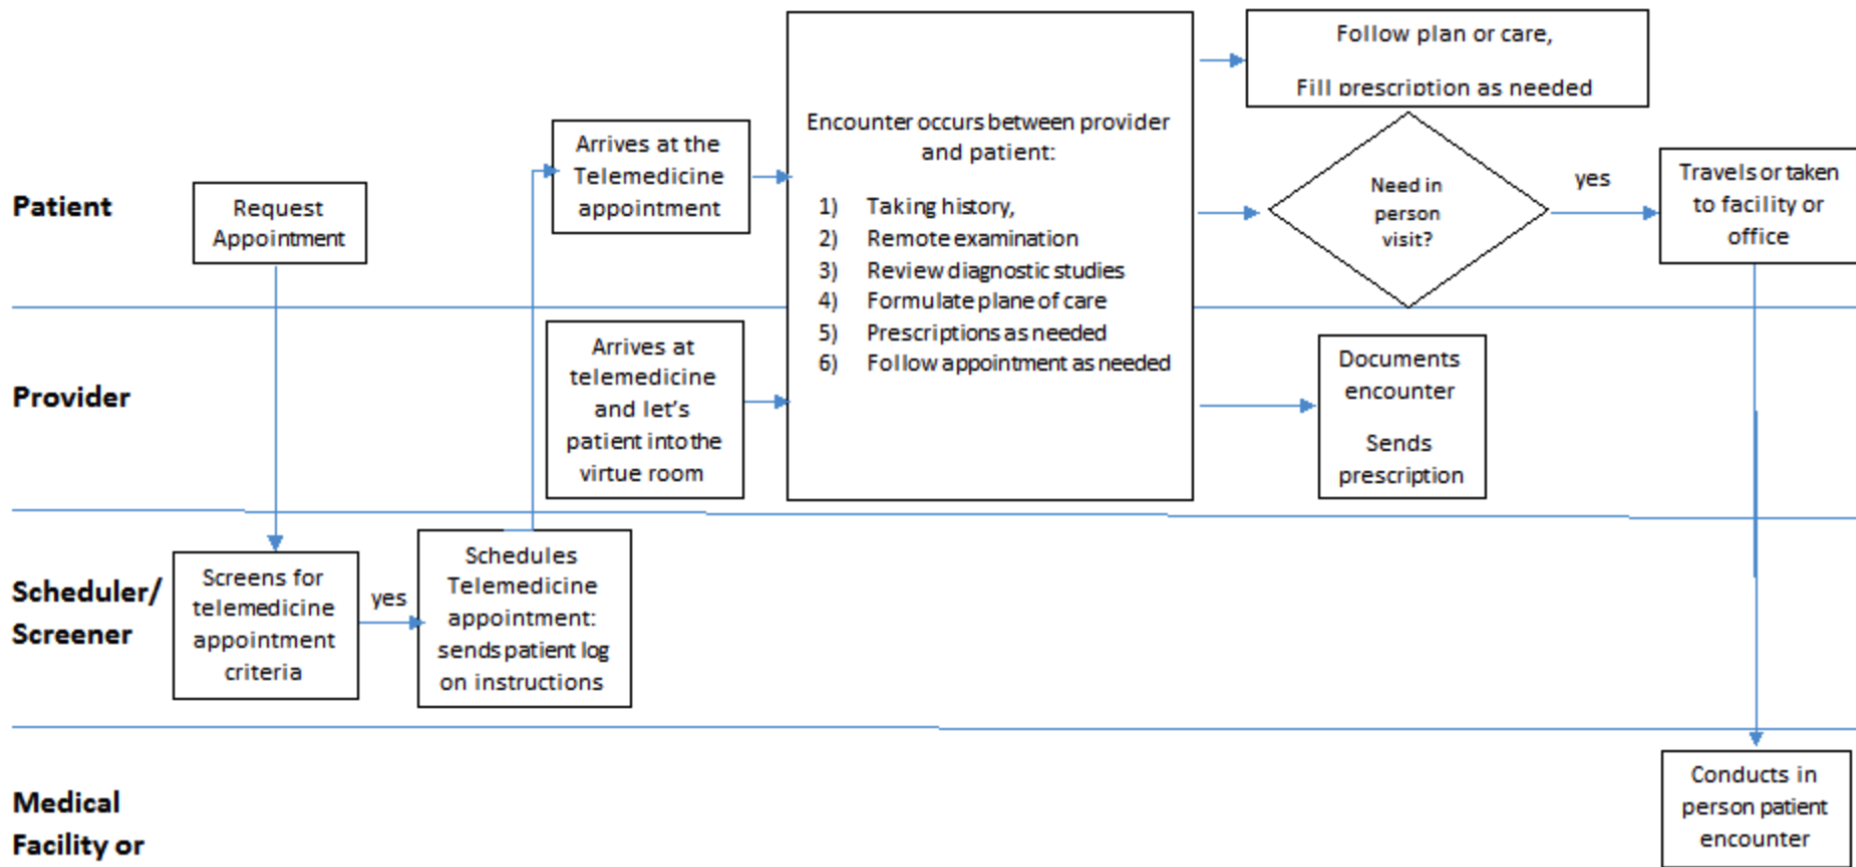 Patient
Request
Appointment
Arrives at the
Telemedicine
appointment
Encounter occurs between provider
and patient:
1) Taking history,
2) Remote examination
3) Review diagnostic studies
4) Formulate plane of care
5) Prescriptions as needed
6) Follow appointment as needed
Follow plan or care,
Fill prescription as needed
Need in
person
visit?
yes
Travels or taken
to facility or
office
Provider
Arrives at
telemedicine
and let's
patient into the
virtue room
Documents
encounter
Sends
prescription
Scheduler/
Screener
Screens for
telemedicine
appointment
criteria
yes
Schedules
Telemedicine
appointment:
sends patient log
on instructions
Medical
Facility or
Conducts in
person patient
encounter